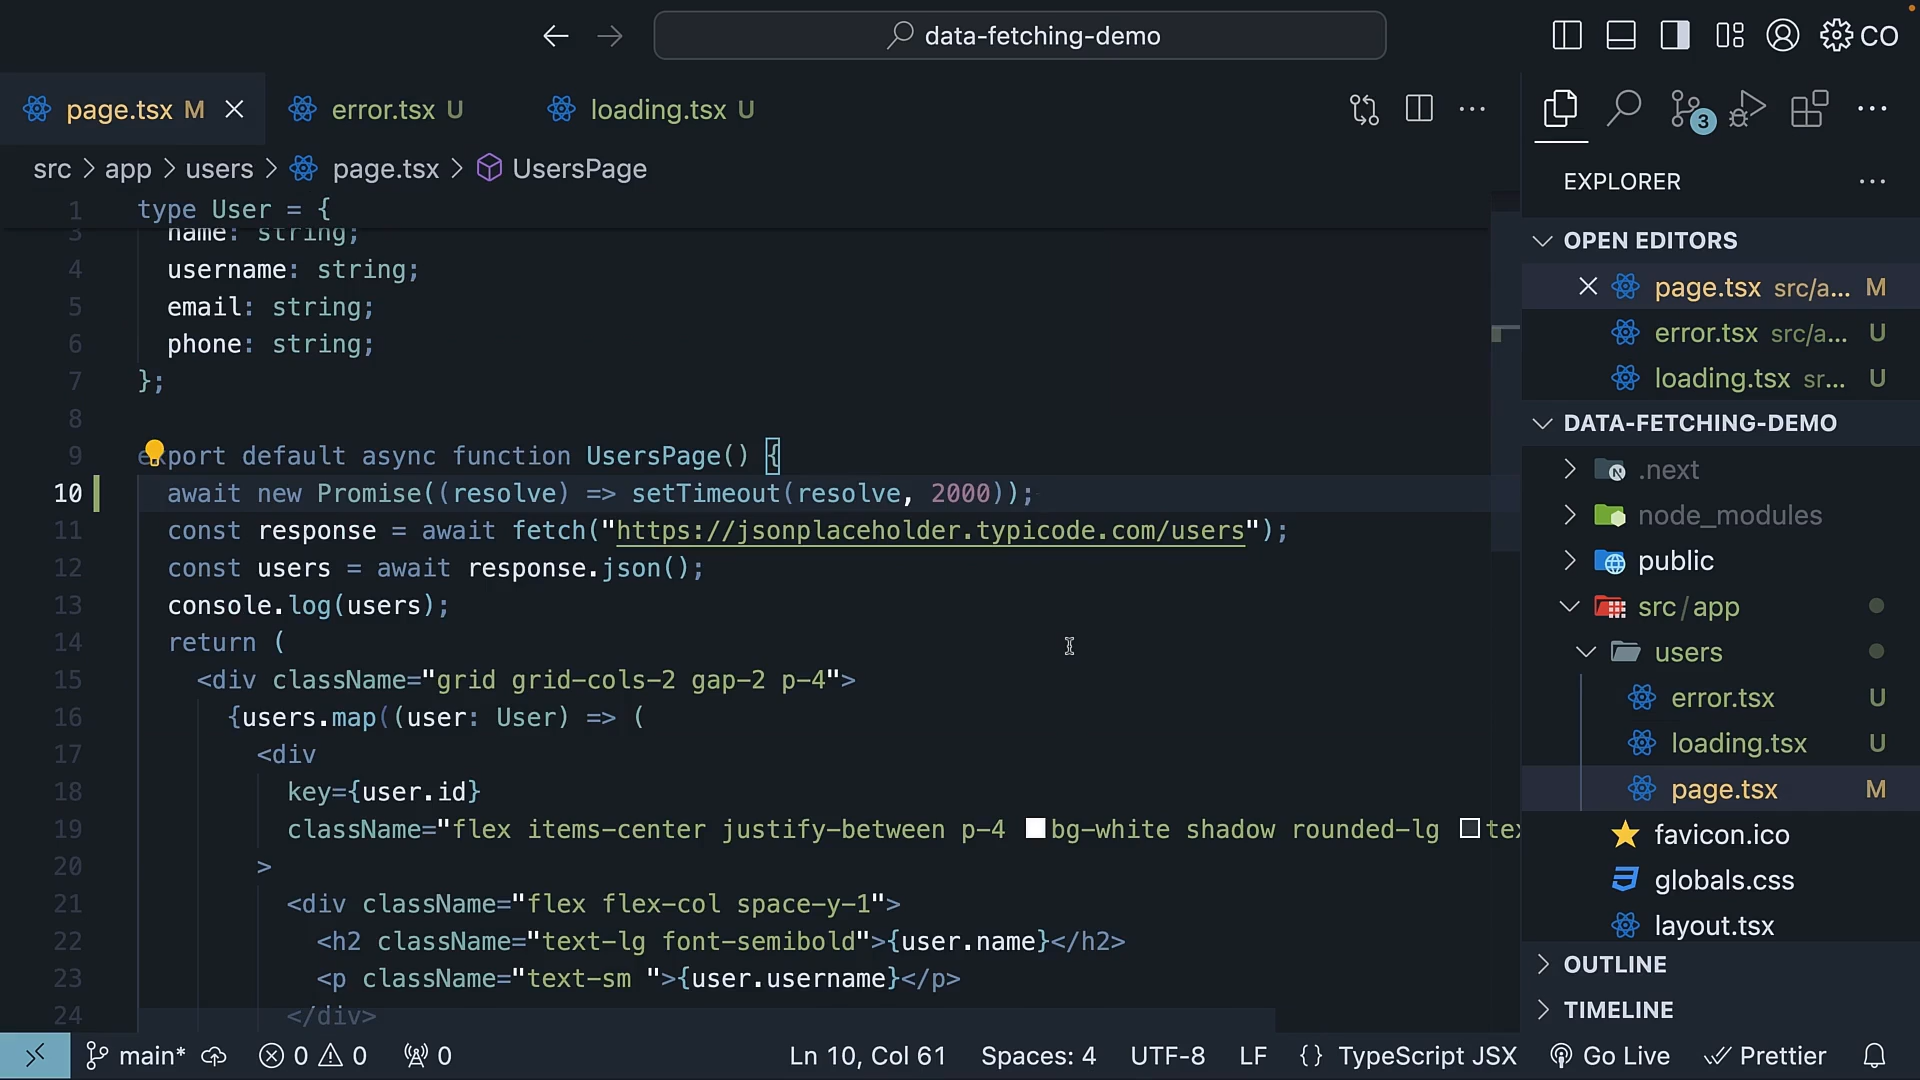 data-fetching-demo
CO
page.tsx M
error.tsx U
loading.tsx U
3
src > app > users > page.tsx > UsersPage
EXPLORER
OPEN EDITORS
page.tsx src/a... M
error.tsx src/a... U
loading.tsx sr... U
DATA-FETCHING-DEMO
.next
node_modules
public
src/app
users
error.tsx U
loading.tsx U
page.tsx M
favicon.ico
globals.css
layout.tsx
OUTLINE
TIMELINE
1 type User = {
3 name: string;
4 username: string;
5 email: string;
6 phone: string;
7 };
8
9 export default async function UsersPage() {
10 await new Promise((resolve) => setTimeout(resolve, 2000));
11 const response = await fetch("https://jsonplaceholder.typicode.com/users");
12 const users = await response.json();
13 console.log(users);
14 return (
15 <div className="grid grid-cols-2 gap-2 p-4">
16 {users.map((user: User) => (
17 <div
18 key={user.id}
19 className="flex items-center justify-between p-4 bg-white shadow rounded-lg tex
20 >
21 <div className="flex flex-col space-y-1">
22 <h2 className="text-lg font-semibold">{user.name}</h2>
23 <p className="text-sm ">{user.username}</p>
24 </div>
main* 0 0 0
Ln 10, Col 61 Spaces: 4 UTF-8 LF {} TypeScript JSX Go Live Prettier